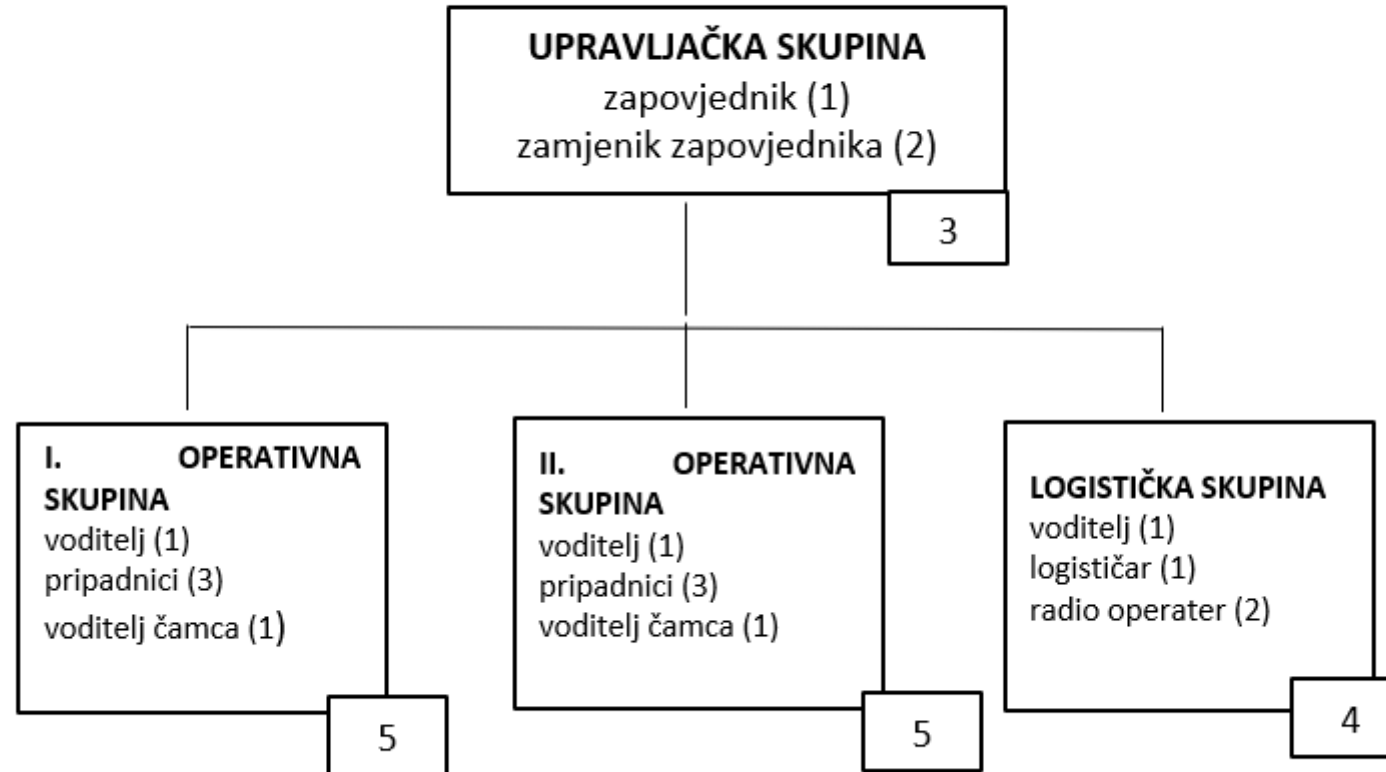 UPRAVLJAČKA SKUPINA
zapovjednik (1)
zamjenik zapovjednika (2)
3
I. OPERATIVNA
SKUPINA
voditelj (1)
pripadnici (3)
voditelj čamca (1)
5
II. OPERATIVNA
SKUPINA
voditelj (1)
pripadnici (3)
voditelj čamca (1)
5
LOGISTIČKA SKUPINA
voditelj (1)
logističar (1)
radio operater (2)
4